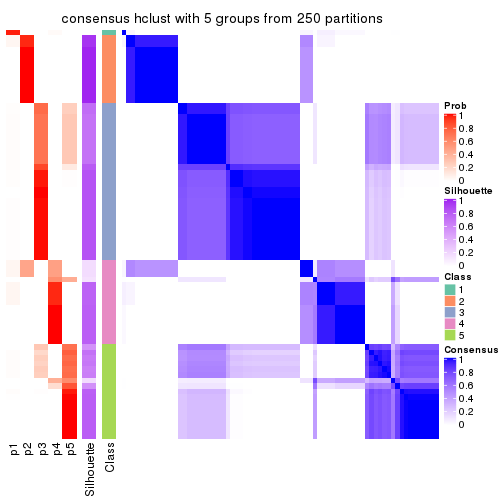 consensus hclust with 5 groups from 250 partitions
Prob
1
0.8
0.6
0.4
0.2
0
Silhouette
1
0.8
0.6
0.4
0.2
0
Class
1
2
3
4
5
Consensus
1
0.8
0.6
0.4
0.2
0
p1
p2
p3
p4
p5
Silhouette
Class